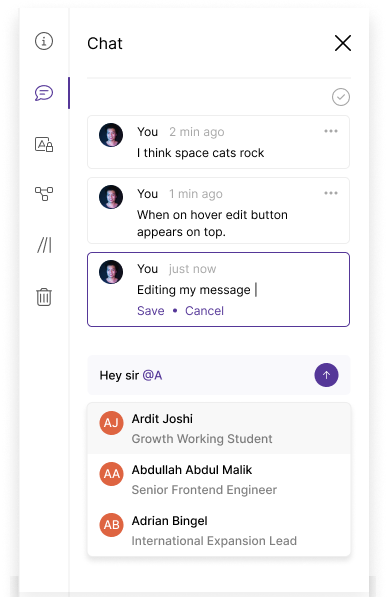 Chat
You 2 min ago
I think space cats rock
You 1 min ago
When on hover edit button
appears on top.
You just now
Editing my message |
Save • Cancel
Hey sir @A
AJ Ardit Joshi
Growth Working Student
AA Abdullah Abdul Malik
Senior Frontend Engineer
AB Adrian Bingel
International Expansion Lead